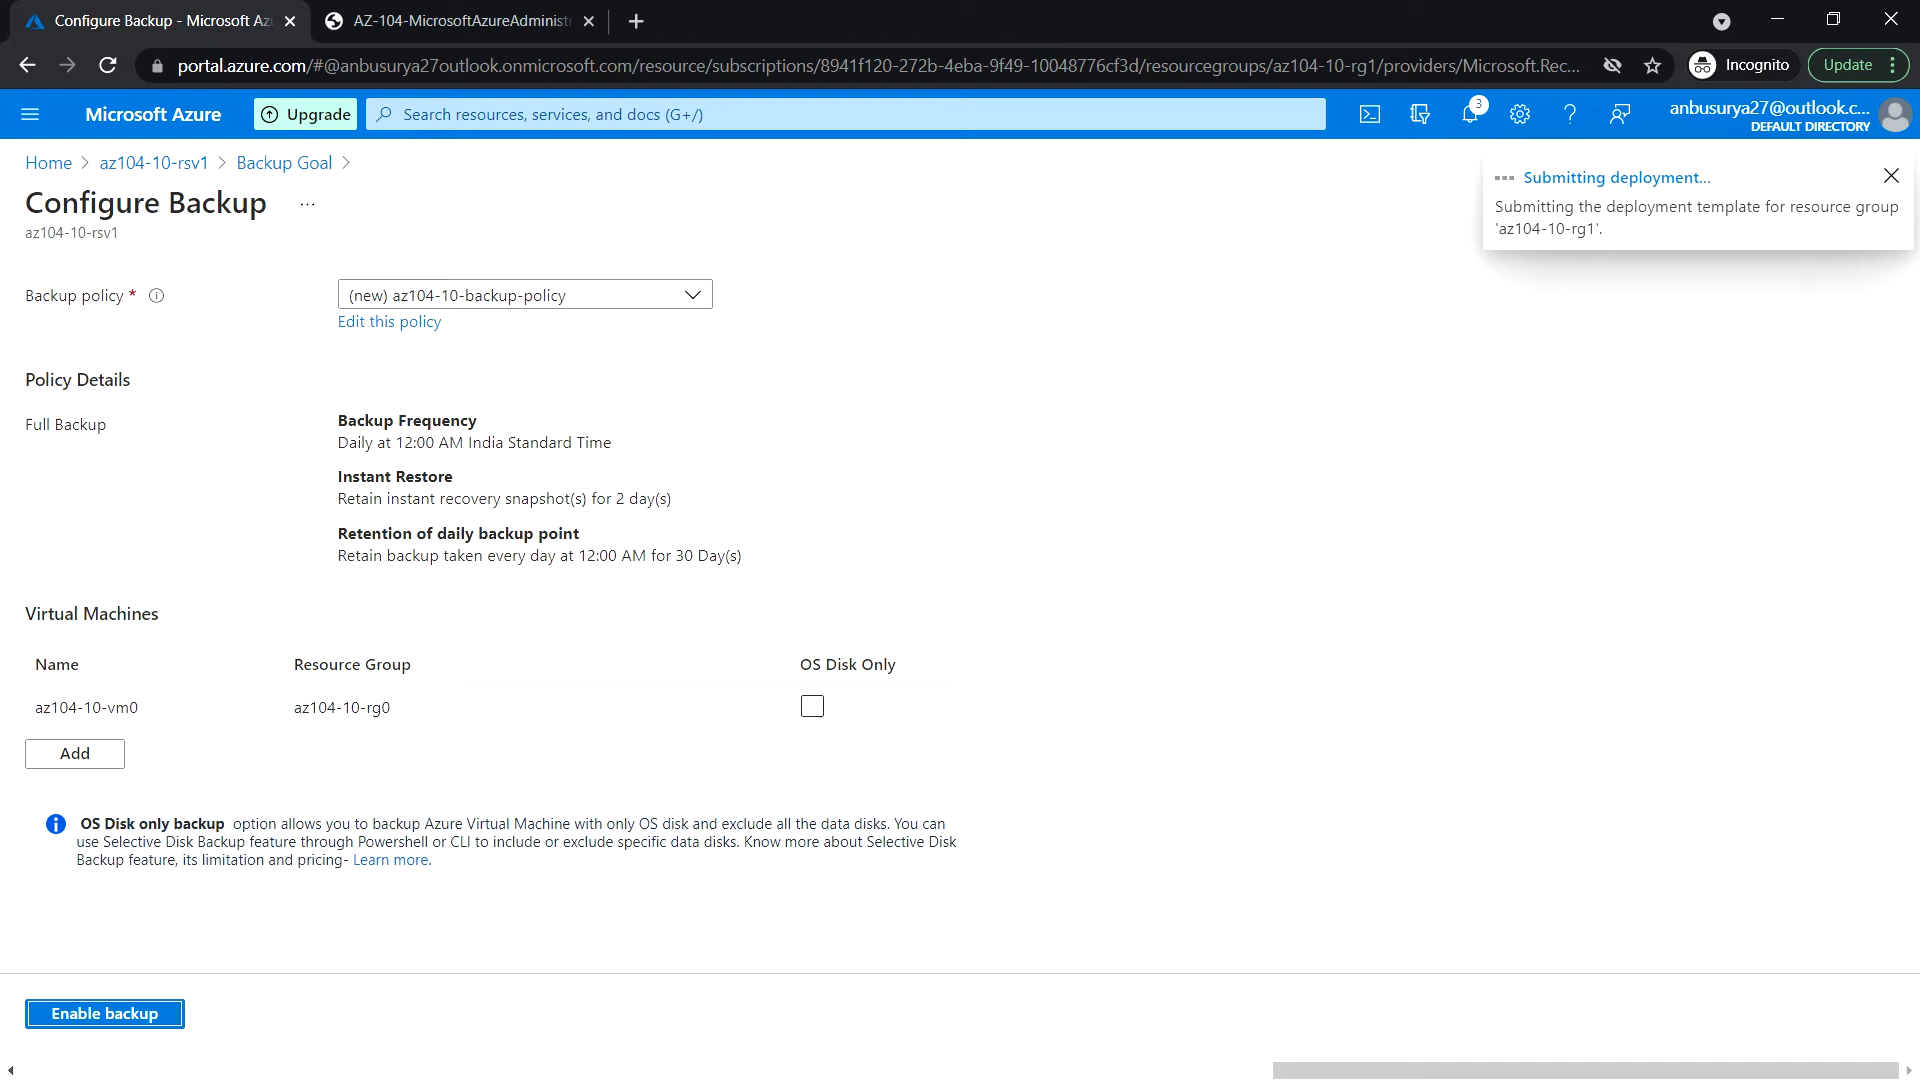 Configure Backup - Microsoft Az
AZ-104-MicrosoftAzureAdminist
portal.azure.com/#@anbusurya27outlook.onmicrosoft.com/resource/subscriptions/8941f120-272b-4eba-9f49-10048776cf3d/resourcegroups/az104-10-rg1/providers/Microsoft.Rec...
Incognito
Update
Microsoft Azure
Upgrade
Search resources, services, and docs (G+/)
3
anbusurya27@outlook.c...
DEFAULT DIRECTORY
Home > az104-10-rsv1 > Backup Goal >
Configure Backup ...
az104-10-rsv1
Submitting deployment...
Submitting the deployment template for resource group
'az104-10-rg1'.
Backup policy *
(new) az104-10-backup-policy
Edit this policy
Policy Details
Full Backup
Backup Frequency
Daily at 12:00 AM India Standard Time
Instant Restore
Retain instant recovery snapshot(s) for 2 day(s)
Retention of daily backup point
Retain backup taken every day at 12:00 AM for 30 Day(s)
Virtual Machines
Name Resource Group OS Disk Only
az104-10-vm0 az104-10-rg0
Add
OS Disk only backup option allows you to backup Azure Virtual Machine with only OS disk and exclude all the data disks. You can
use Selective Disk Backup feature through Powershell or CLI to include or exclude specific data disks. Know more about Selective Disk
Backup feature, its limitation and pricing- Learn more.
Enable backup